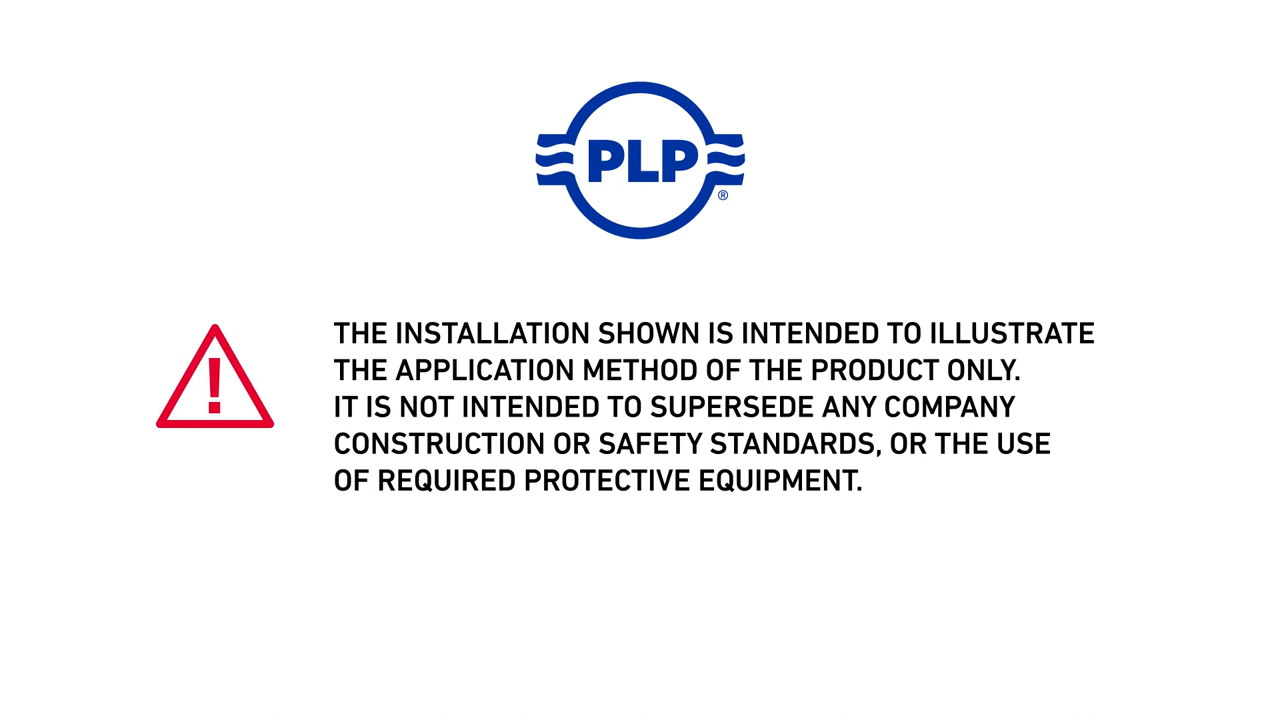 PLP
®
THE INSTALLATION SHOWN IS INTENDED TO ILLUSTRATE
THE APPLICATION METHOD OF THE PRODUCT ONLY.
IT IS NOT INTENDED TO SUPERSEDE ANY COMPANY
CONSTRUCTION OR SAFETY STANDARDS, OR THE USE
OF REQUIRED PROTECTIVE EQUIPMENT.